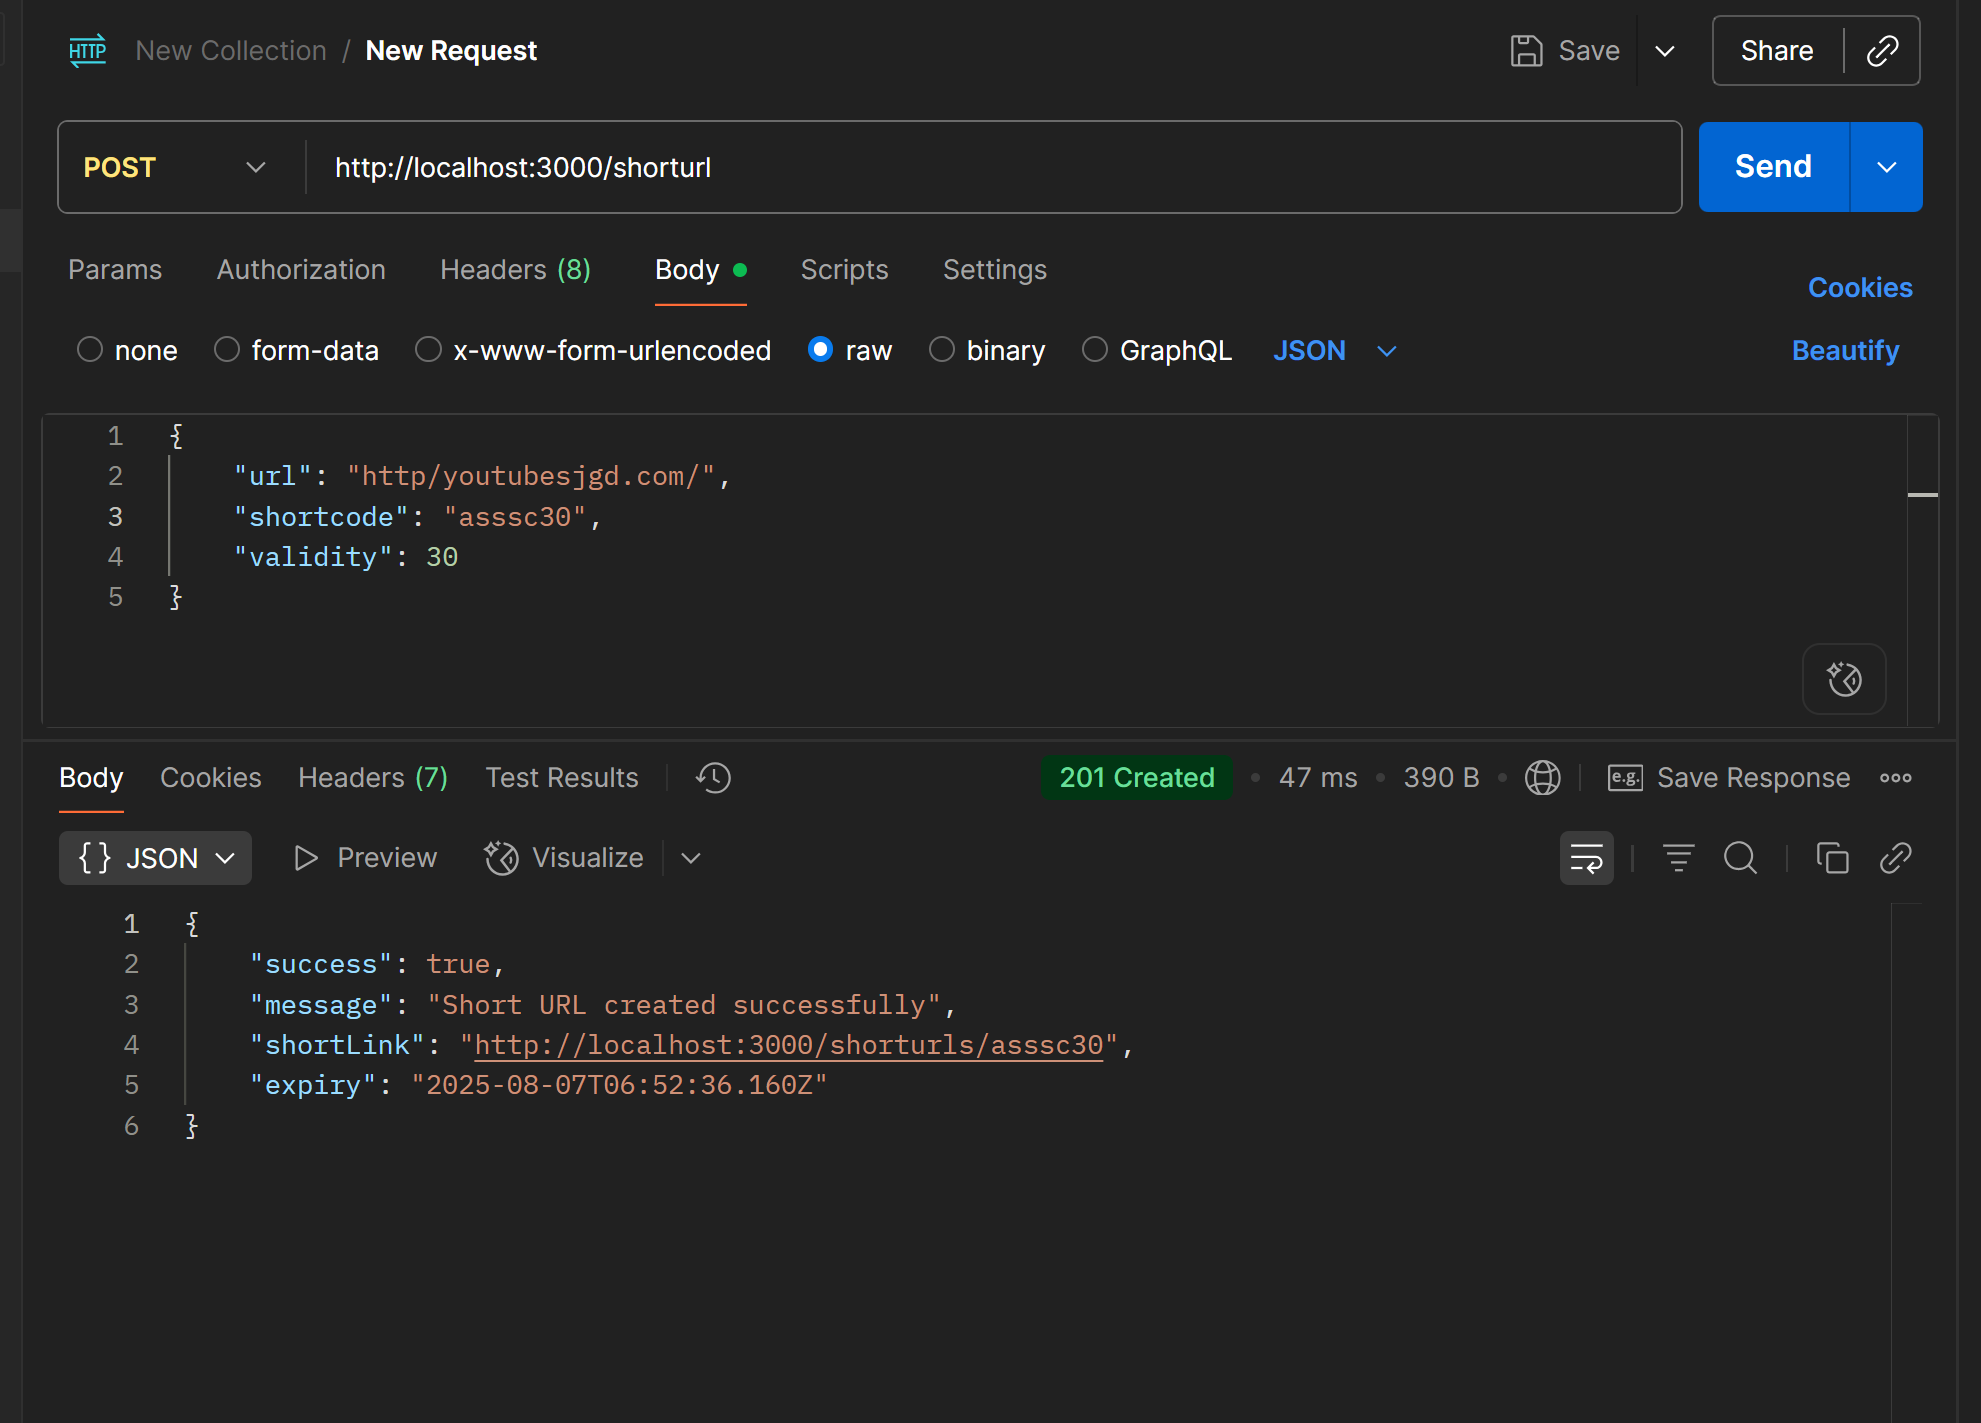 HTTP New Collection / New Request Save Share
POST http://localhost:3000/shorturl Send
Params Authorization Headers (8) Body Scripts Settings Cookies
none form-data x-www-form-urlencoded raw binary GraphQL JSON Beautify
1 {
2 "url": "http/youtubesjgd.com/",
3 "shortcode": "asssc30",
4 "validity": 30
5 }
Body Cookies Headers (7) Test Results 201 Created • 47 ms • 390 B • e.g. Save Response
{} JSON Preview Visualize
1 {
2 "success": true,
3 "message": "Short URL created successfully",
4 "shortLink": "http://localhost:3000/shorturls/asssc30",
5 "expiry": "2025-08-07T06:52:36.160Z"
6 }